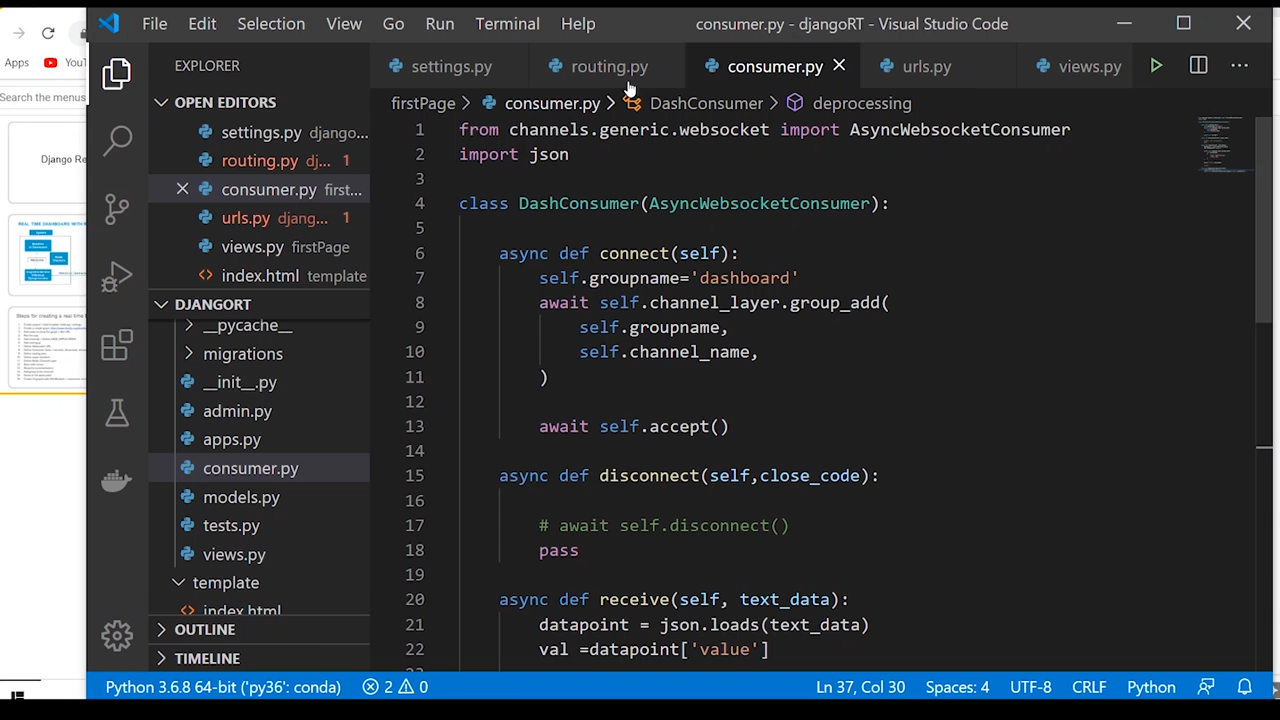 File Edit Selection View Go Run Terminal Help consumer.py - djangoRT - Visual Studio Code
Apps
Search the menus
EXPLORER
OPEN EDITORS
settings.py django...
routing.py dj... 1
consumer.py first...
urls.py djang... 1
views.py firstPage
index.html template
DJANGORT
__pycache__
migrations
__init__.py
admin.py
apps.py
consumer.py
models.py
tests.py
views.py
template
index.html
OUTLINE
TIMELINE
settings.py routing.py consumer.py urls.py views.py
firstPage > consumer.py > DashConsumer > deprocessing
1 from channels.generic.websocket import AsyncWebsocketConsumer
2 import json
3
4 class DashConsumer(AsyncWebsocketConsumer):
5
6 async def connect(self):
7 self.groupname='dashboard'
8 await self.channel_layer.group_add(
9 self.groupname,
10 self.channel_name,
11 )
12
13 await self.accept()
14
15 async def disconnect(self,close_code):
16
17 # await self.disconnect()
18 pass
19
20 async def receive(self, text_data):
21 datapoint = json.loads(text_data)
22 val =datapoint['value']
Python 3.6.8 64-bit ('py36': conda) 2 0 Ln 37, Col 30 Spaces: 4 UTF-8 CRLF Python